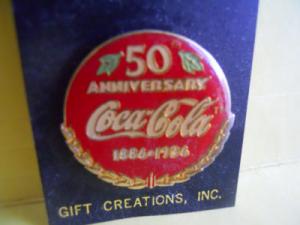 50
ANNIVERSARY
Coca-Cola
1886-1936
GIFT CREATIONS, INC.